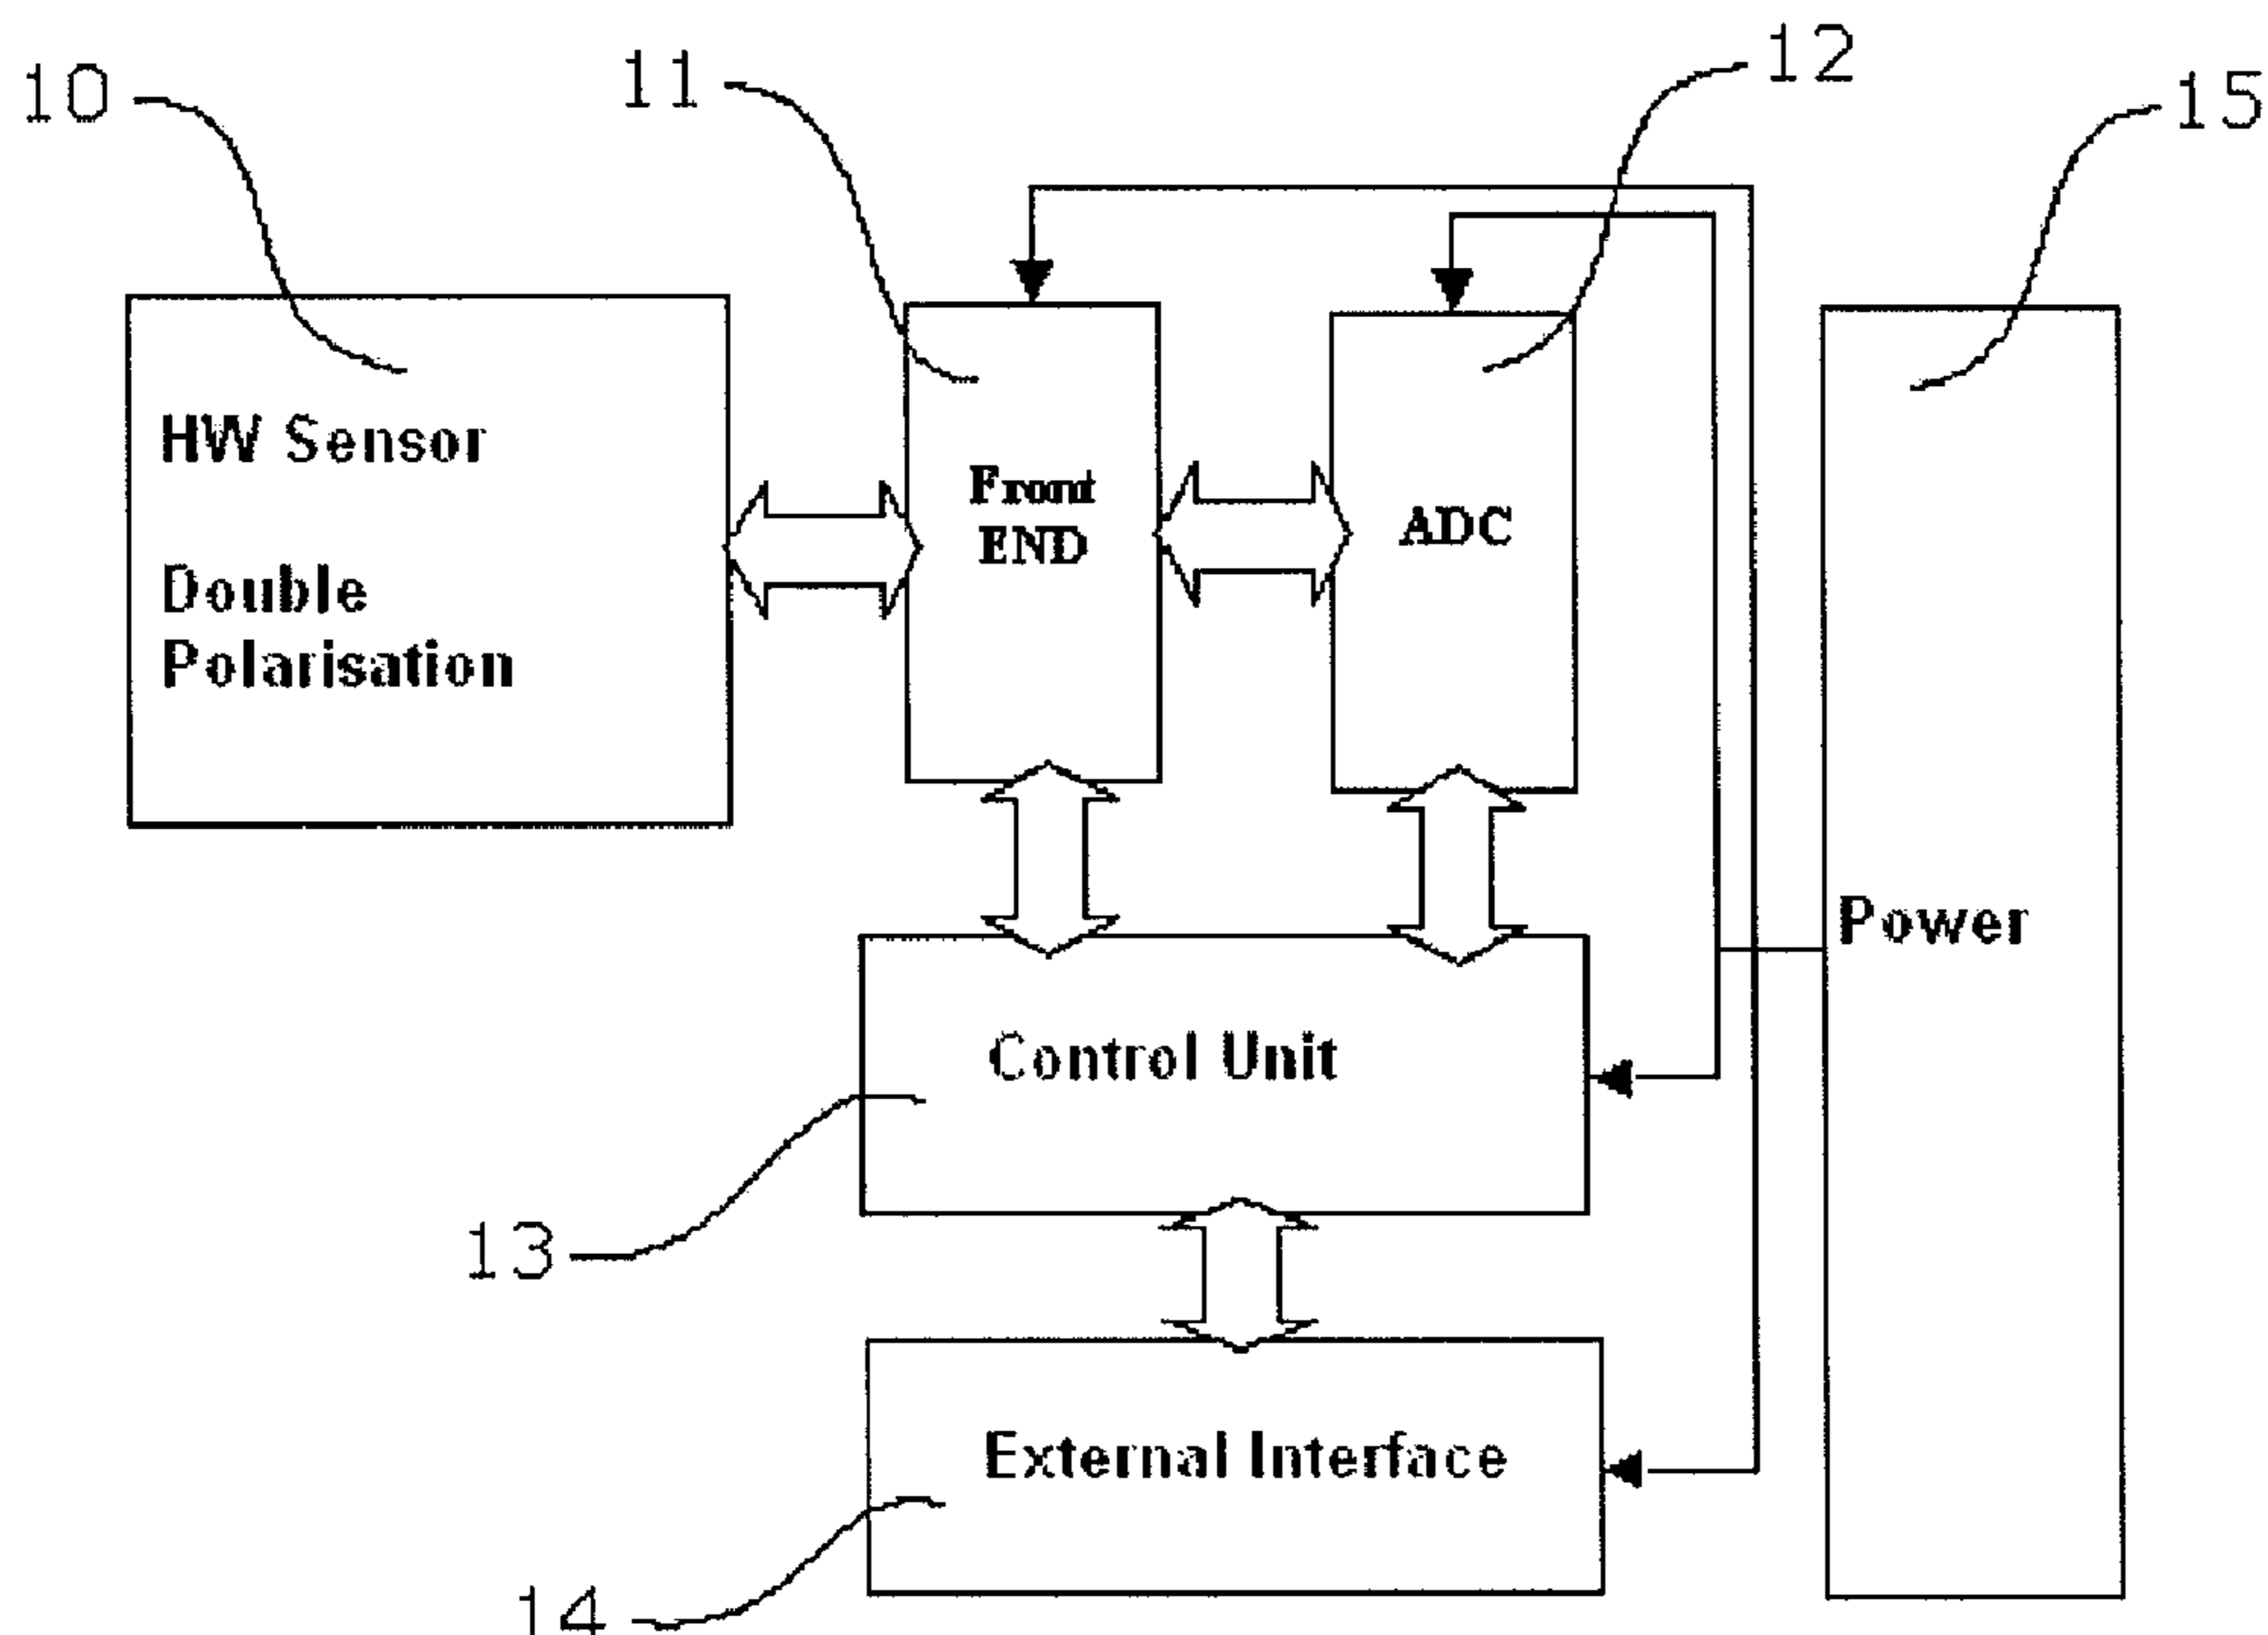 10
11
12
15
HW Sensor
Double
Polarisation
Front
END
ADC
Power
Control Unit
13
External Interface
14